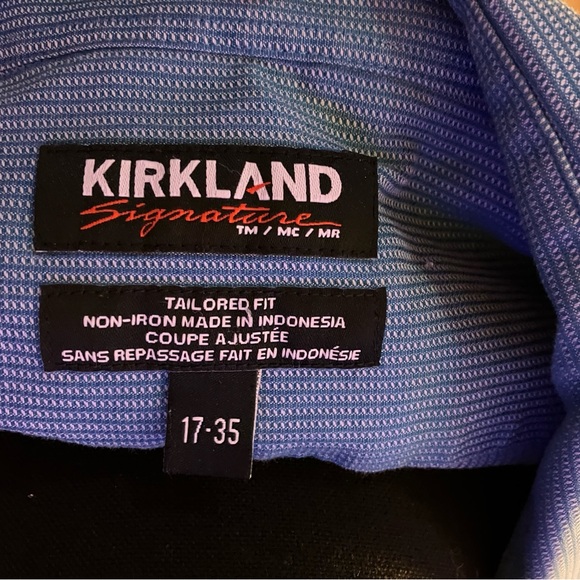 KIRKLAND
Signature
TM / MC / MR
TAILORED FIT
NON-IRON MADE IN INDONESIA
COUPE AJUSTÉE
SANS REPASSAGE FAIT EN INDONÉSIE
17-35